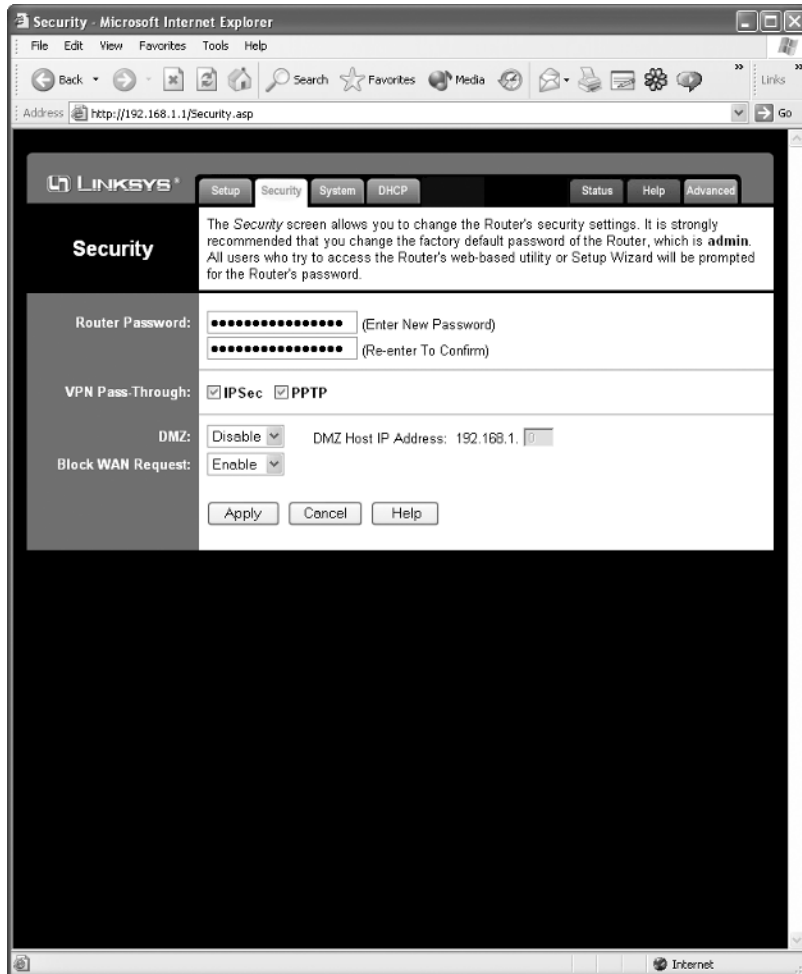 Security - Microsoft Internet Explorer
File Edit View Favorites Tools Help
Back Search Favorites Media Links
Address http://192.168.1.1/Security.asp Go
LINKSYS® Setup Security System DHCP Status Help Advanced
Security
The Security screen allows you to change the Router's security settings. It is strongly
recommended that you change the factory default password of the Router, which is admin.
All users who try to access the Router's web-based utility or Setup Wizard will be prompted
for the Router's password.
Router Password: •••••••••••••••• (Enter New Password)
•••••••••••••••• (Re-enter To Confirm)
VPN Pass-Through: IPSec PPTP
DMZ: Disable DMZ Host IP Address: 192.168.1. 0
Block WAN Request: Enable
Apply Cancel Help
Internet